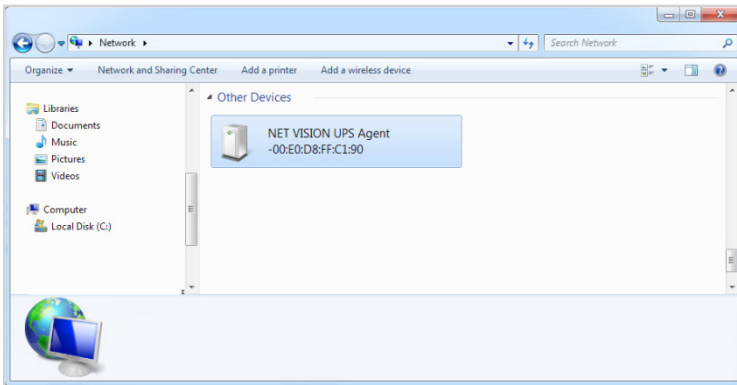 Network
Search Network
Organize
Network and Sharing Center
Add a printer
Add a wireless device
Libraries
Documents
Music
Pictures
Videos
Computer
Local Disk (C:)
Other Devices
NET VISION UPS Agent
-00:E0:D8:FF:C1:90